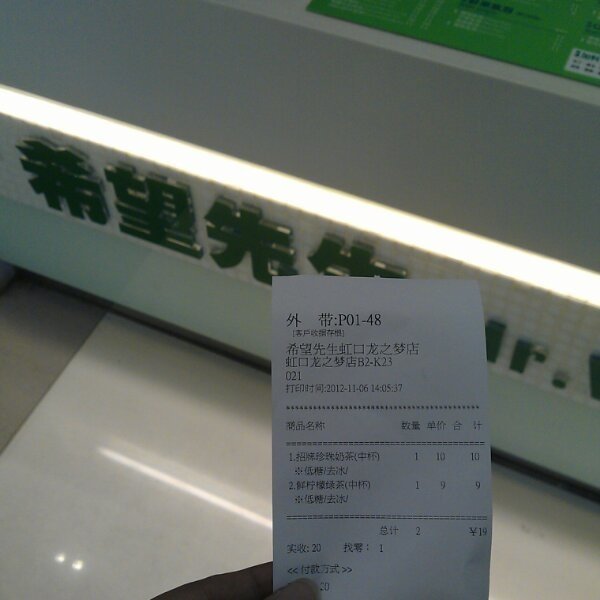 希望先生
外 带:P01-48
[客户收据存根]
希望先生虹口龙之梦店
虹口龙之梦店B2-K23
021
打印时间:2012-11-06 14:05:37
商品名称 数量 单价 合 计
1.招牌珍珠奶茶(中杯) 1 10 10
※低糖/去冰/
2.鲜柠檬绿茶(中杯) 1 9 9
※低糖/去冰/
总计 2 ¥19
实收: 20 找零： 1
<< 付款方式 >>
20